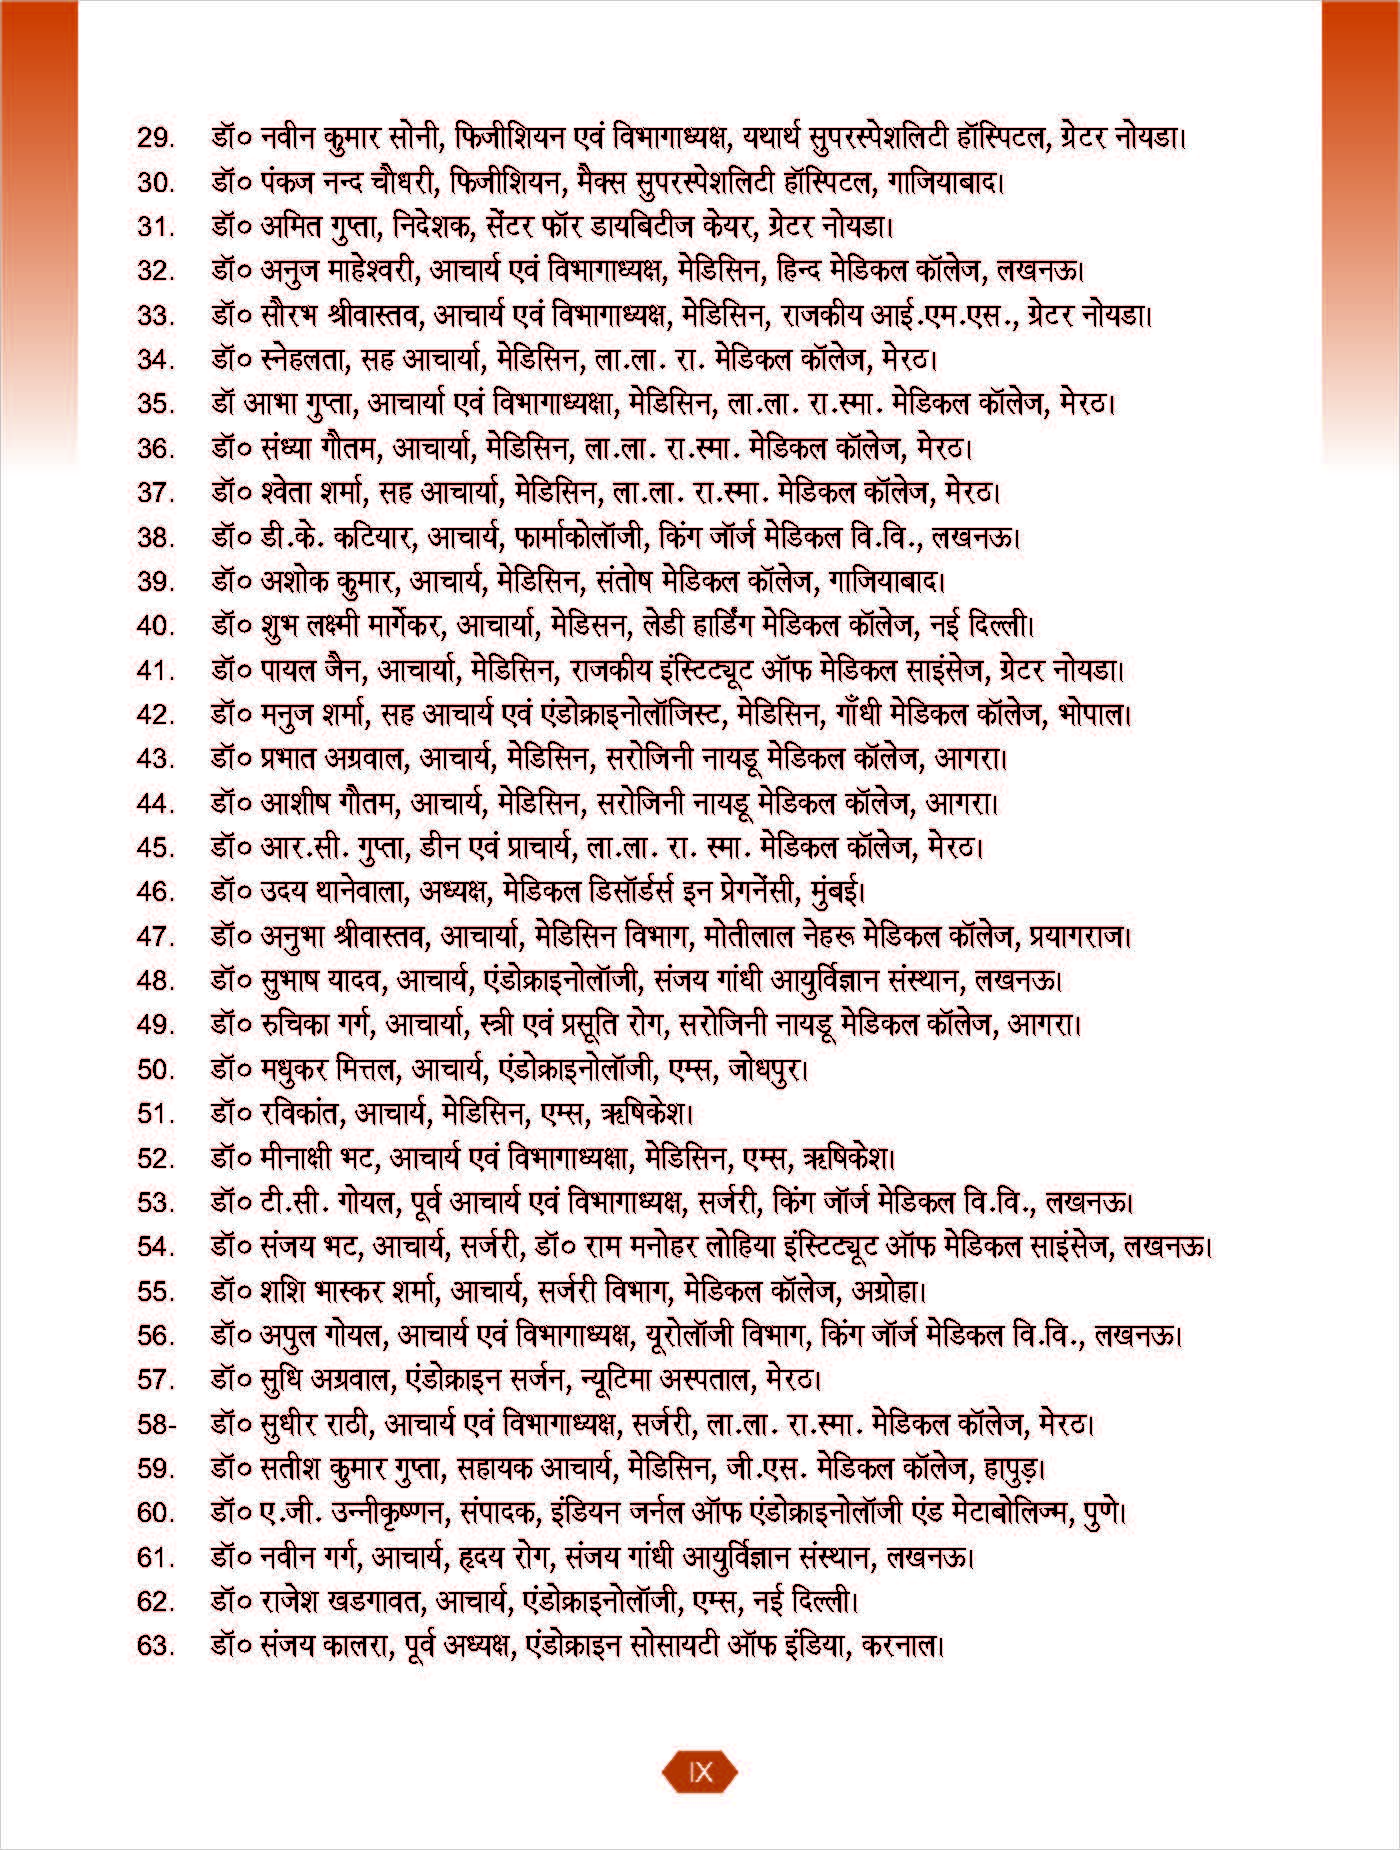 29. डॉ० नवीन कुमार सोनी, फिजीशियन एवं विभागाध्यक्ष, यथार्थ सुपरस्पेशलिटी हॉस्पिटल, ग्रेटर नोयडा।
30. डॉ० पंकज नन्द चौधरी, फिजीशियन, मैक्स सुपरस्पेशलिटी हॉस्पिटल, गाजियाबाद।
31. डॉ० अमित गुप्ता, निदेशक, सेंटर फॉर डायबिटीज केयर, ग्रेटर नोयडा।
32. डॉ० अनुज माहेश्वरी, आचार्य एवं विभागाध्यक्ष, मेडिसिन, हिन्द मेडिकल कॉलेज, लखनऊ।
33. डॉ० सौरभ श्रीवास्तव, आचार्य एवं विभागाध्यक्ष, मेडिसिन, राजकीय आई.एम.एस., ग्रेटर नोयडा।
34. डॉ० स्नेहलता, सह आचार्या, मेडिसिन, ला.ला. रा. मेडिकल कॉलेज, मेरठ।
35. डॉ आभा गुप्ता, आचार्या एवं विभागाध्यक्षा, मेडिसिन, ला.ला. रा.स्मा. मेडिकल कॉलेज, मेरठ।
36. डॉ० संध्या गौतम, आचार्या, मेडिसिन, ला.ला. रा.स्मा. मेडिकल कॉलेज, मेरठ।
37. डॉ० श्वेता शर्मा, सह आचार्या, मेडिसिन, ला.ला. रा.स्मा. मेडिकल कॉलेज, मेरठ।
38. डॉ० डी.के. कटियार, आचार्य, फार्माकोलॉजी, किंग जॉर्ज मेडिकल वि.वि., लखनऊ।
39. डॉ० अशोक कुमार, आचार्य, मेडिसिन, संतोष मेडिकल कॉलेज, गाजियाबाद।
40. डॉ० शुभ लक्ष्मी मार्गेकर, आचार्या, मेडिसन, लेडी हार्डिंग मेडिकल कॉलेज, नई दिल्ली।
41. डॉ० पायल जैन, आचार्या, मेडिसिन, राजकीय इंस्टिट्यूट ऑफ मेडिकल साइंसेज, ग्रेटर नोयडा।
42. डॉ० मनुज शर्मा, सह आचार्य एवं एंडोक्राइनोलॉजिस्ट, मेडिसिन, गाँधी मेडिकल कॉलेज, भोपाल।
43. डॉ० प्रभात अग्रवाल, आचार्य, मेडिसिन, सरोजिनी नायडू मेडिकल कॉलेज, आगरा।
44. डॉ० आशीष गौतम, आचार्य, मेडिसिन, सरोजिनी नायडू मेडिकल कॉलेज, आगरा।
45. डॉ० आर.सी. गुप्ता, डीन एवं प्राचार्य, ला.ला. रा. स्मा. मेडिकल कॉलेज, मेरठ।
46. डॉ० उदय थानेवाला, अध्यक्ष, मेडिकल डिसॉर्डर्स इन प्रेगनेंसी, मुंबई।
47. डॉ० अनुभा श्रीवास्तव, आचार्या, मेडिसिन विभाग, मोतीलाल नेहरू मेडिकल कॉलेज, प्रयागराज।
48. डॉ० सुभाष यादव, आचार्य, एंडोक्राइनोलॉजी, संजय गांधी आयुर्विज्ञान संस्थान, लखनऊ।
49. डॉ० रुचिका गर्ग, आचार्या, स्त्री एवं प्रसूति रोग, सरोजिनी नायडू मेडिकल कॉलेज, आगरा।
50. डॉ० मधुकर मित्तल, आचार्य, एंडोक्राइनोलॉजी, एम्स, जोधपुर।
51. डॉ० रविकांत, आचार्य, मेडिसिन, एम्स, ऋषिकेश।
52. डॉ० मीनाक्षी भट, आचार्य एवं विभागाध्यक्षा, मेडिसिन, एम्स, ऋषिकेश।
53. डॉ० टी.सी. गोयल, पूर्व आचार्य एवं विभागाध्यक्ष, सर्जरी, किंग जॉर्ज मेडिकल वि.वि., लखनऊ।
54. डॉ० संजय भट, आचार्य, सर्जरी, डॉ० राम मनोहर लोहिया इंस्टिट्यूट ऑफ मेडिकल साइंसेज, लखनऊ।
55. डॉ० शशि भास्कर शर्मा, आचार्य, सर्जरी विभाग, मेडिकल कॉलेज, अग्रोहा।
56. डॉ० अपुल गोयल, आचार्य एवं विभागाध्यक्ष, यूरोलॉजी विभाग, किंग जॉर्ज मेडिकल वि.वि., लखनऊ।
57. डॉ० सुधि अग्रवाल, एंडोक्राइन सर्जन, न्यूटिमा अस्पताल, मेरठ।
58- डॉ० सुधीर राठी, आचार्य एवं विभागाध्यक्ष, सर्जरी, ला.ला. रा.स्मा. मेडिकल कॉलेज, मेरठ।
59. डॉ० सतीश कुमार गुप्ता, सहायक आचार्य, मेडिसिन, जी.एस. मेडिकल कॉलेज, हापुड़।
60. डॉ० ए.जी. उन्नीकृष्णन, संपादक, इंडियन जर्नल ऑफ एंडोक्राइनोलॉजी एंड मेटाबोलिज्म, पुणे।
61. डॉ० नवीन गर्ग, आचार्य, हृदय रोग, संजय गांधी आयुर्विज्ञान संस्थान, लखनऊ।
62. डॉ० राजेश खडगावत, आचार्य, एंडोक्राइनोलॉजी, एम्स, नई दिल्ली।
63. डॉ० संजय कालरा, पूर्व अध्यक्ष, एंडोक्राइन सोसायटी ऑफ इंडिया, करनाल।
IX